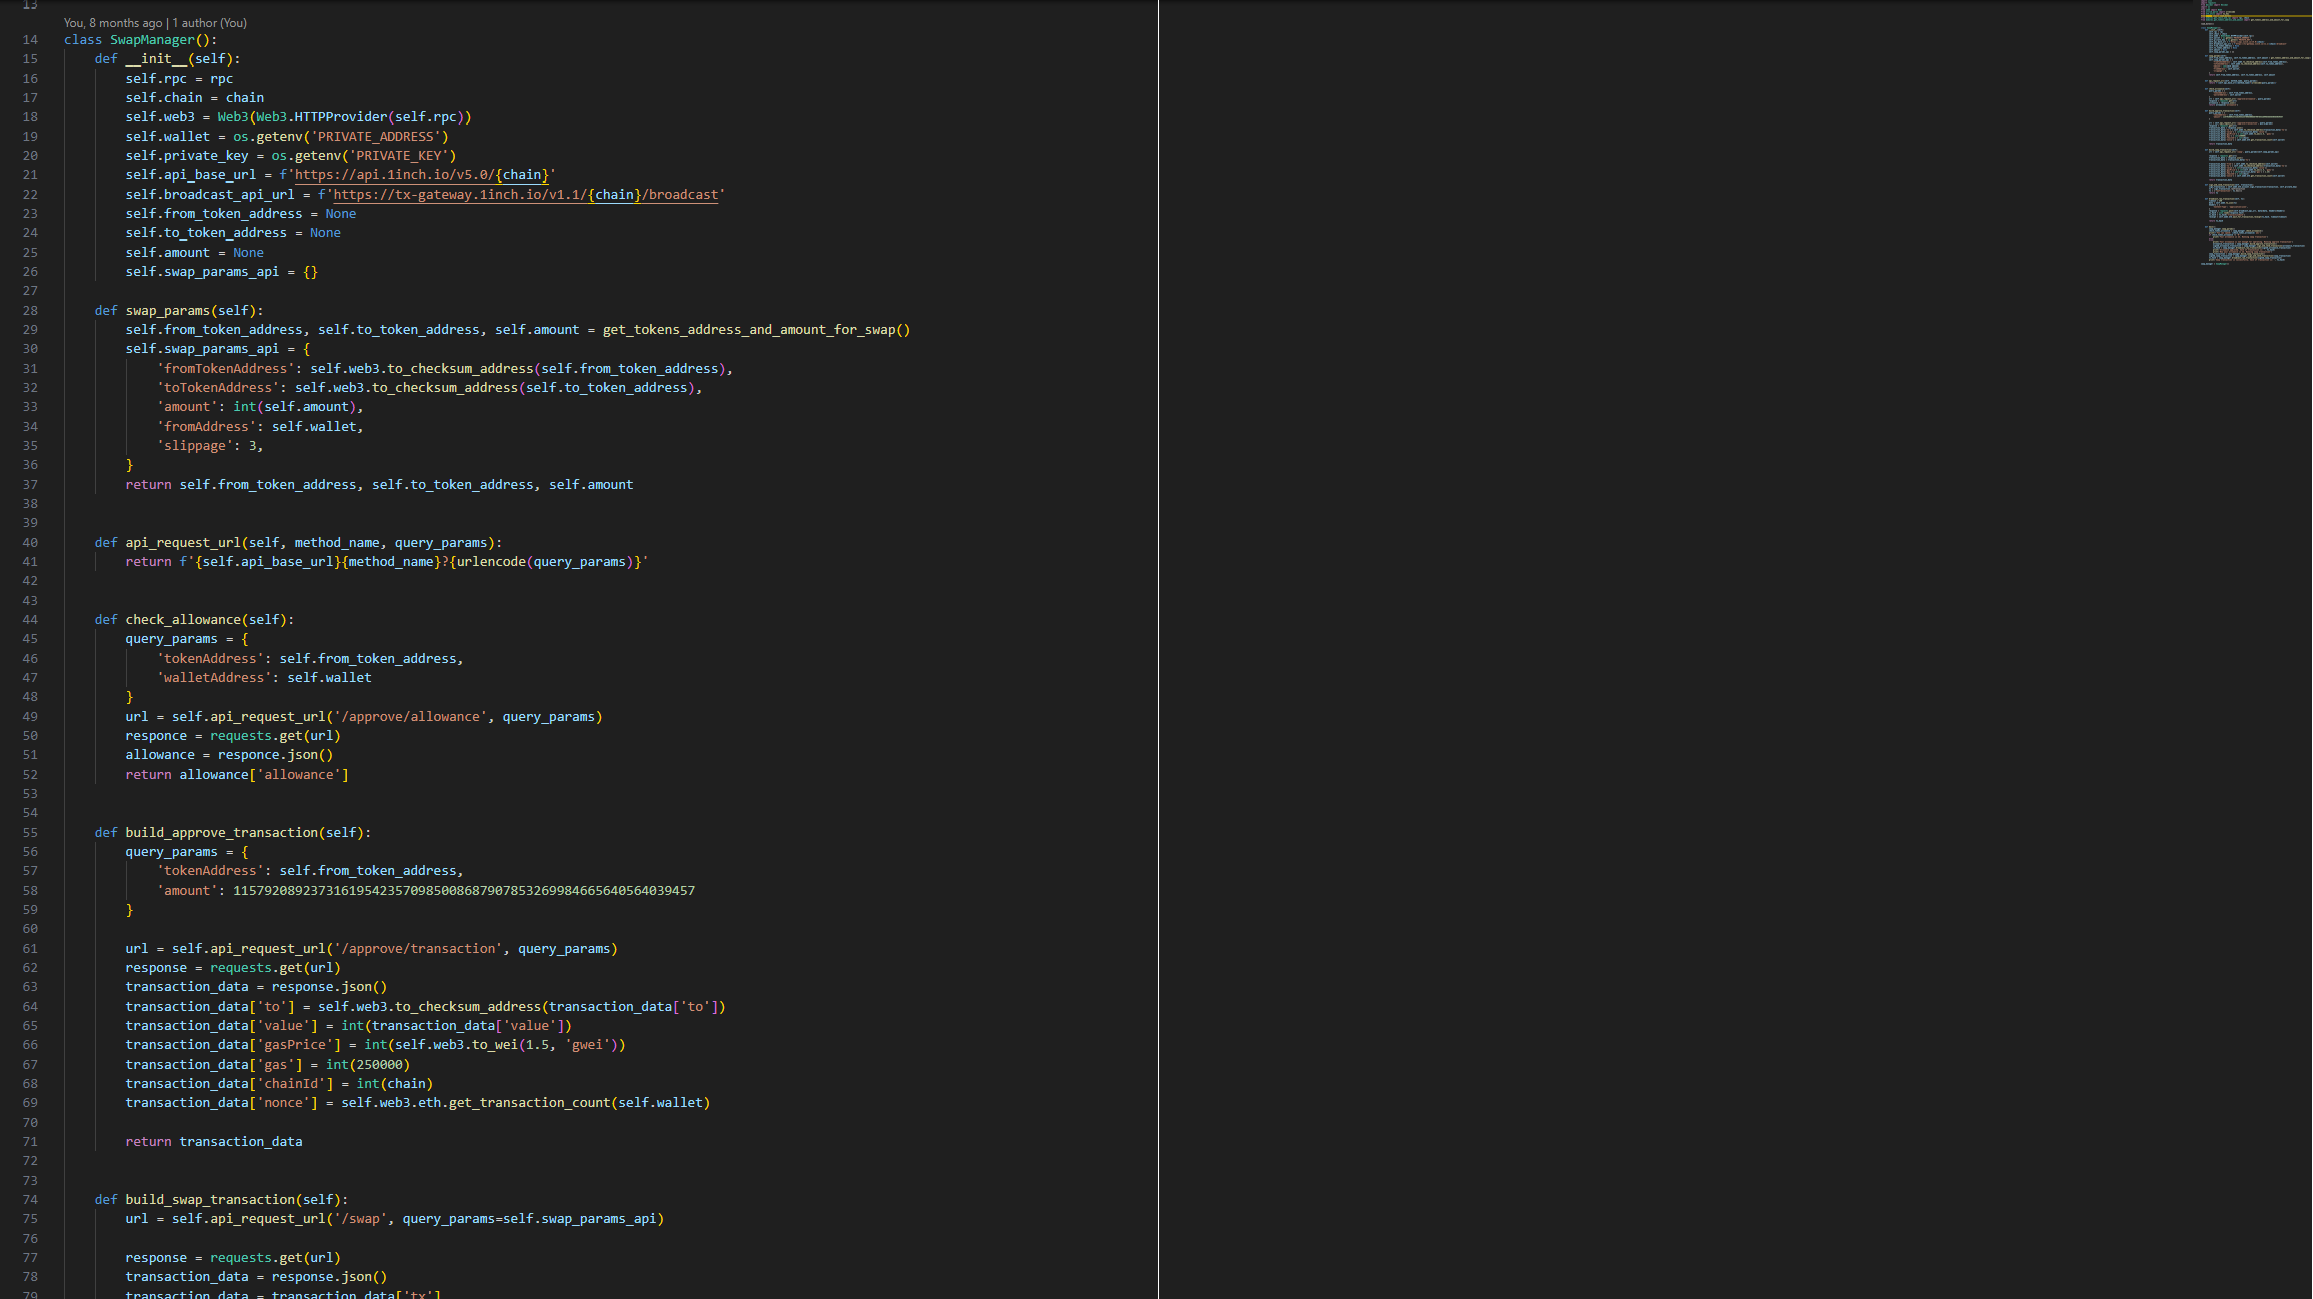 13
You, 8 months ago | 1 author (You)
14 class SwapManager():
15     def __init__(self):
16         self.rpc = rpc
17         self.chain = chain
18         self.web3 = Web3(Web3.HTTPProvider(self.rpc))
19         self.wallet = os.getenv('PRIVATE_ADDRESS')
20         self.private_key = os.getenv('PRIVATE_KEY')
21         self.api_base_url = f'https://api.1inch.io/v5.0/{chain}'
22         self.broadcast_api_url = f'https://tx-gateway.1inch.io/v1.1/{chain}/broadcast'
23         self.from_token_address = None
24         self.to_token_address = None
25         self.amount = None
26         self.swap_params_api = {}
27
28     def swap_params(self):
29         self.from_token_address, self.to_token_address, self.amount = get_tokens_address_and_amount_for_swap()
30         self.swap_params_api = {
31             'fromTokenAddress': self.web3.to_checksum_address(self.from_token_address),
32             'toTokenAddress': self.web3.to_checksum_address(self.to_token_address),
33             'amount': int(self.amount),
34             'fromAddress': self.wallet,
35             'slippage': 3,
36         }
37         return self.from_token_address, self.to_token_address, self.amount
38
39
40     def api_request_url(self, method_name, query_params):
41         return f'{self.api_base_url}{method_name}?{urlencode(query_params)}'
42
43
44     def check_allowance(self):
45         query_params = {
46             'tokenAddress': self.from_token_address,
47             'walletAddress': self.wallet
48         }
49         url = self.api_request_url('/approve/allowance', query_params)
50         responce = requests.get(url)
51         allowance = responce.json()
52         return allowance['allowance']
53
54
55     def build_approve_transaction(self):
56         query_params = {
57             'tokenAddress': self.from_token_address,
58             'amount': 115792089237316195423570985008687907853269984665640564039457
59         }
60
61         url = self.api_request_url('/approve/transaction', query_params)
62         response = requests.get(url)
63         transaction_data = response.json()
64         transaction_data['to'] = self.web3.to_checksum_address(transaction_data['to'])
65         transaction_data['value'] = int(transaction_data['value'])
66         transaction_data['gasPrice'] = int(self.web3.to_wei(1.5, 'gwei'))
67         transaction_data['gas'] = int(250000)
68         transaction_data['chainId'] = int(chain)
69         transaction_data['nonce'] = self.web3.eth.get_transaction_count(self.wallet)
70
71         return transaction_data
72
73
74     def build_swap_transaction(self):
75         url = self.api_request_url('/swap', query_params=self.swap_params_api)
76
77         response = requests.get(url)
78         transaction_data = response.json()
79         transaction_data = transaction_data['tx']